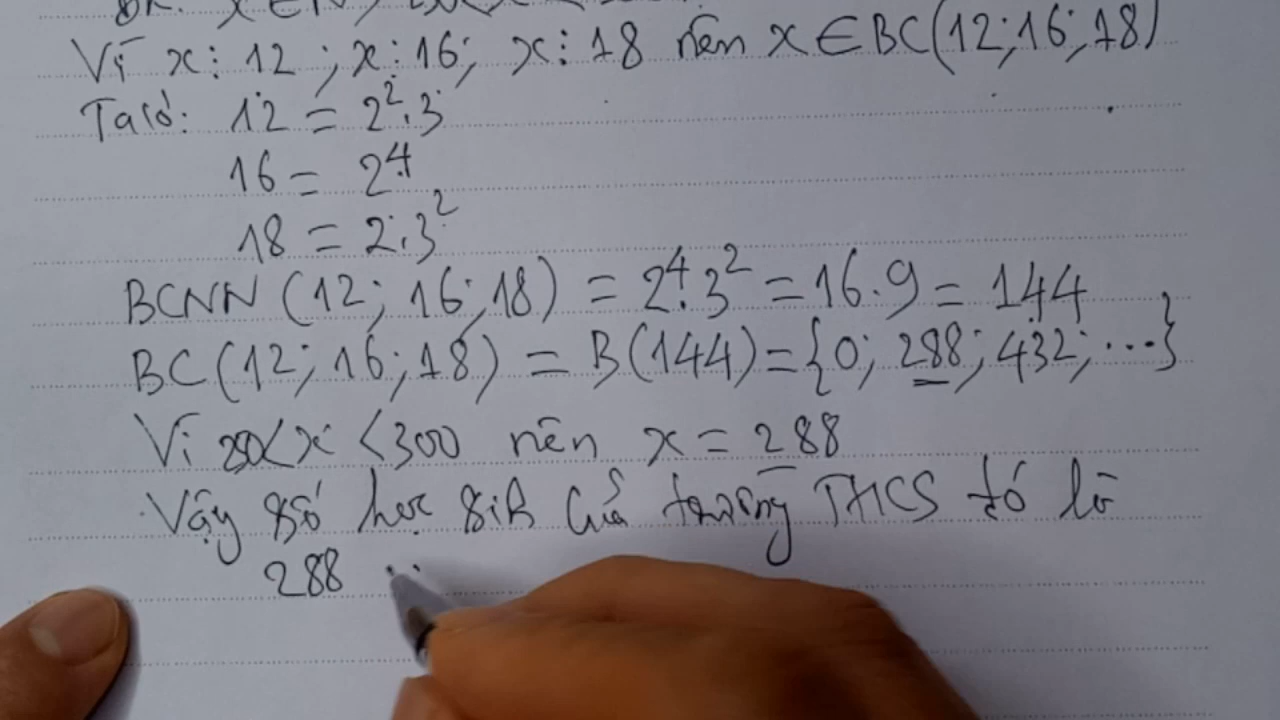 ĐK: x ∈ N,
Vì x ⋮ 12 ; x ⋮ 16; x ⋮ 18 nên x ∈ BC(12;16;18)
Ta có: 12 = 2².3
16 = 2⁴
18 = 2.3²
BCNN (12; 16; 18) = 2⁴.3² = 16.9 = 144
BC(12; 16; 18) = B(144) = {0; 288; 432; ...}
Vì < x < 300 nên x = 288
Vậy số học sinh của trường THCS đó là
288